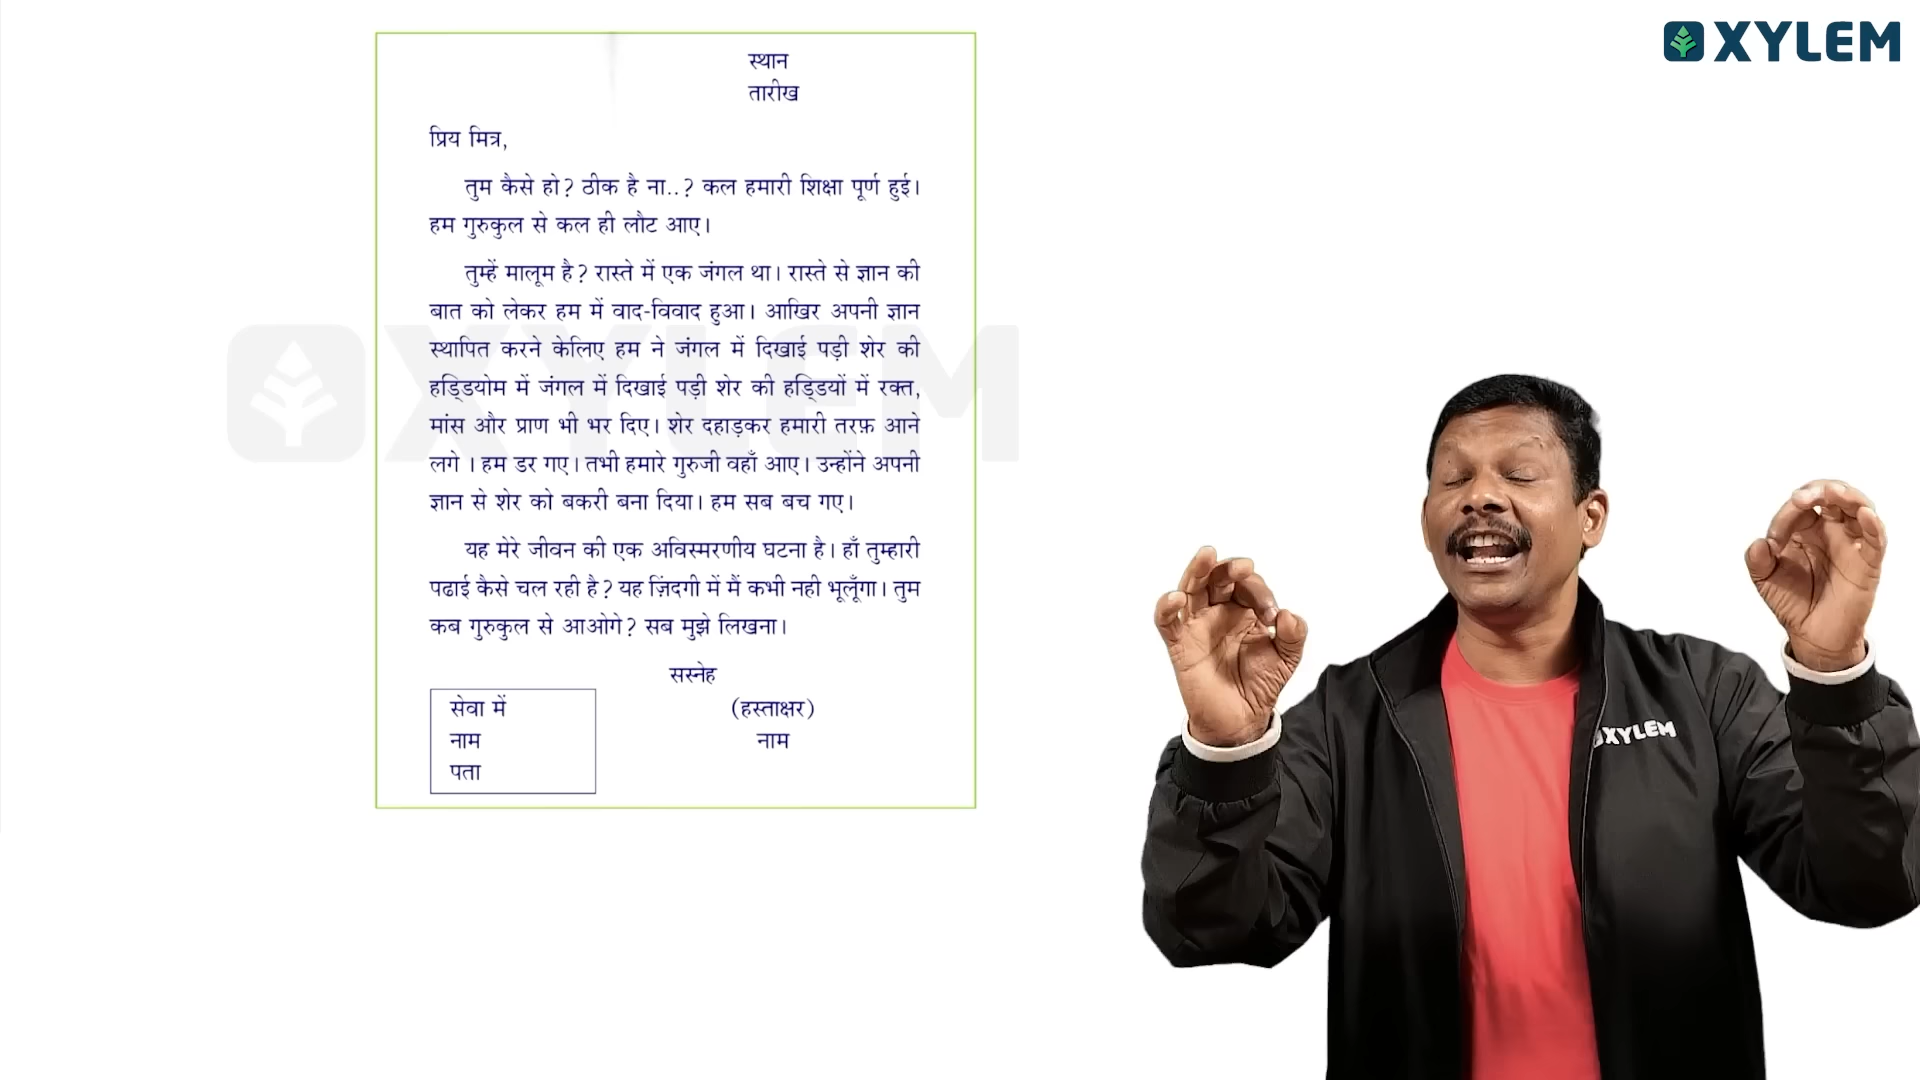 XYLEM
स्थान
तारीख
प्रिय मित्र,
तुम कैसे हो? ठीक है ना..? कल हमारी शिक्षा पूर्ण हुई।
हम गुरुकुल से कल ही लौट आए।
तुम्हें मालूम है? रास्ते में एक जंगल था। रास्ते से ज्ञान की
बात को लेकर हम में वाद-विवाद हुआ। आखिर अपनी ज्ञान
स्थापित करने केलिए हम ने जंगल में दिखाई पड़ी शेर की
हड्डियोम में जंगल में दिखाई पड़ी शेर की हड्डियों में रक्त,
मांस और प्राण भी भर दिए। शेर दहाड़कर हमारी तरफ़ आने
लगे । हम डर गए। तभी हमारे गुरुजी वहाँ आए। उन्होंने अपनी
ज्ञान से शेर को बकरी बना दिया। हम सब बच गए।
यह मेरे जीवन की एक अविस्मरणीय घटना है। हाँ तुम्हारी
पढाई कैसे चल रही है? यह ज़िंदगी में मैं कभी नही भूलूँगा। तुम
कब गुरुकुल से आओगे? सब मुझे लिखना।
सस्नेह
(हस्ताक्षर)
नाम
सेवा में
नाम
पता
XYLEM
XYLEM